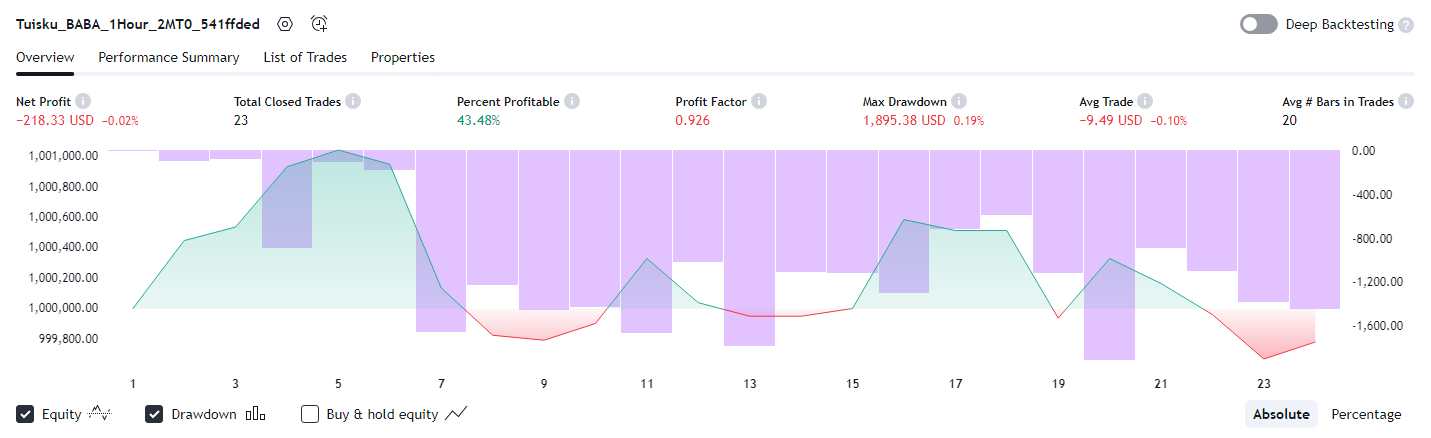 Tuisku_BABA_1Hour_2MT0_541ffded
Deep Backtesting ?
Overview Performance Summary List of Trades Properties
Net Profit Total Closed Trades Percent Profitable Profit Factor Max Drawdown Avg Trade Avg # Bars in Trades
−218.33 USD −0.02% 23 43.48% 0.926 1,895.38 USD 0.19% −9.49 USD −0.10% 20
1,001,000.00 0.00
1,000,800.00
-400.00
1,000,600.00
-800.00
1,000,400.00
1,000,200.00 -1,200.00
1,000,000.00
-1,600.00
999,800.00
1 3 5 7 9 11 13 15 17 19 21 23
Equity Drawdown Buy & hold equity Absolute Percentage